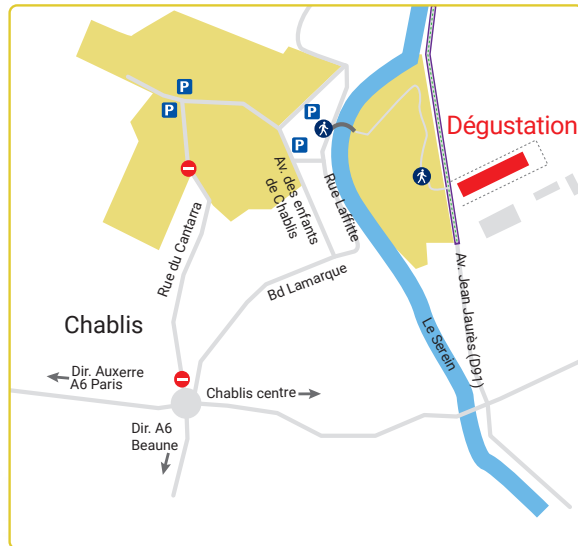 P
P
P
P
Dégustation
Av. des enfants
de Chablis
Rue Laffitte
Rue du Cantarra
Bd Lamarque
Av. Jean Jaurès (D91)
Le Serein
Chablis
Dir. Auxerre
A6 Paris
Chablis centre
Dir. A6
Beaune